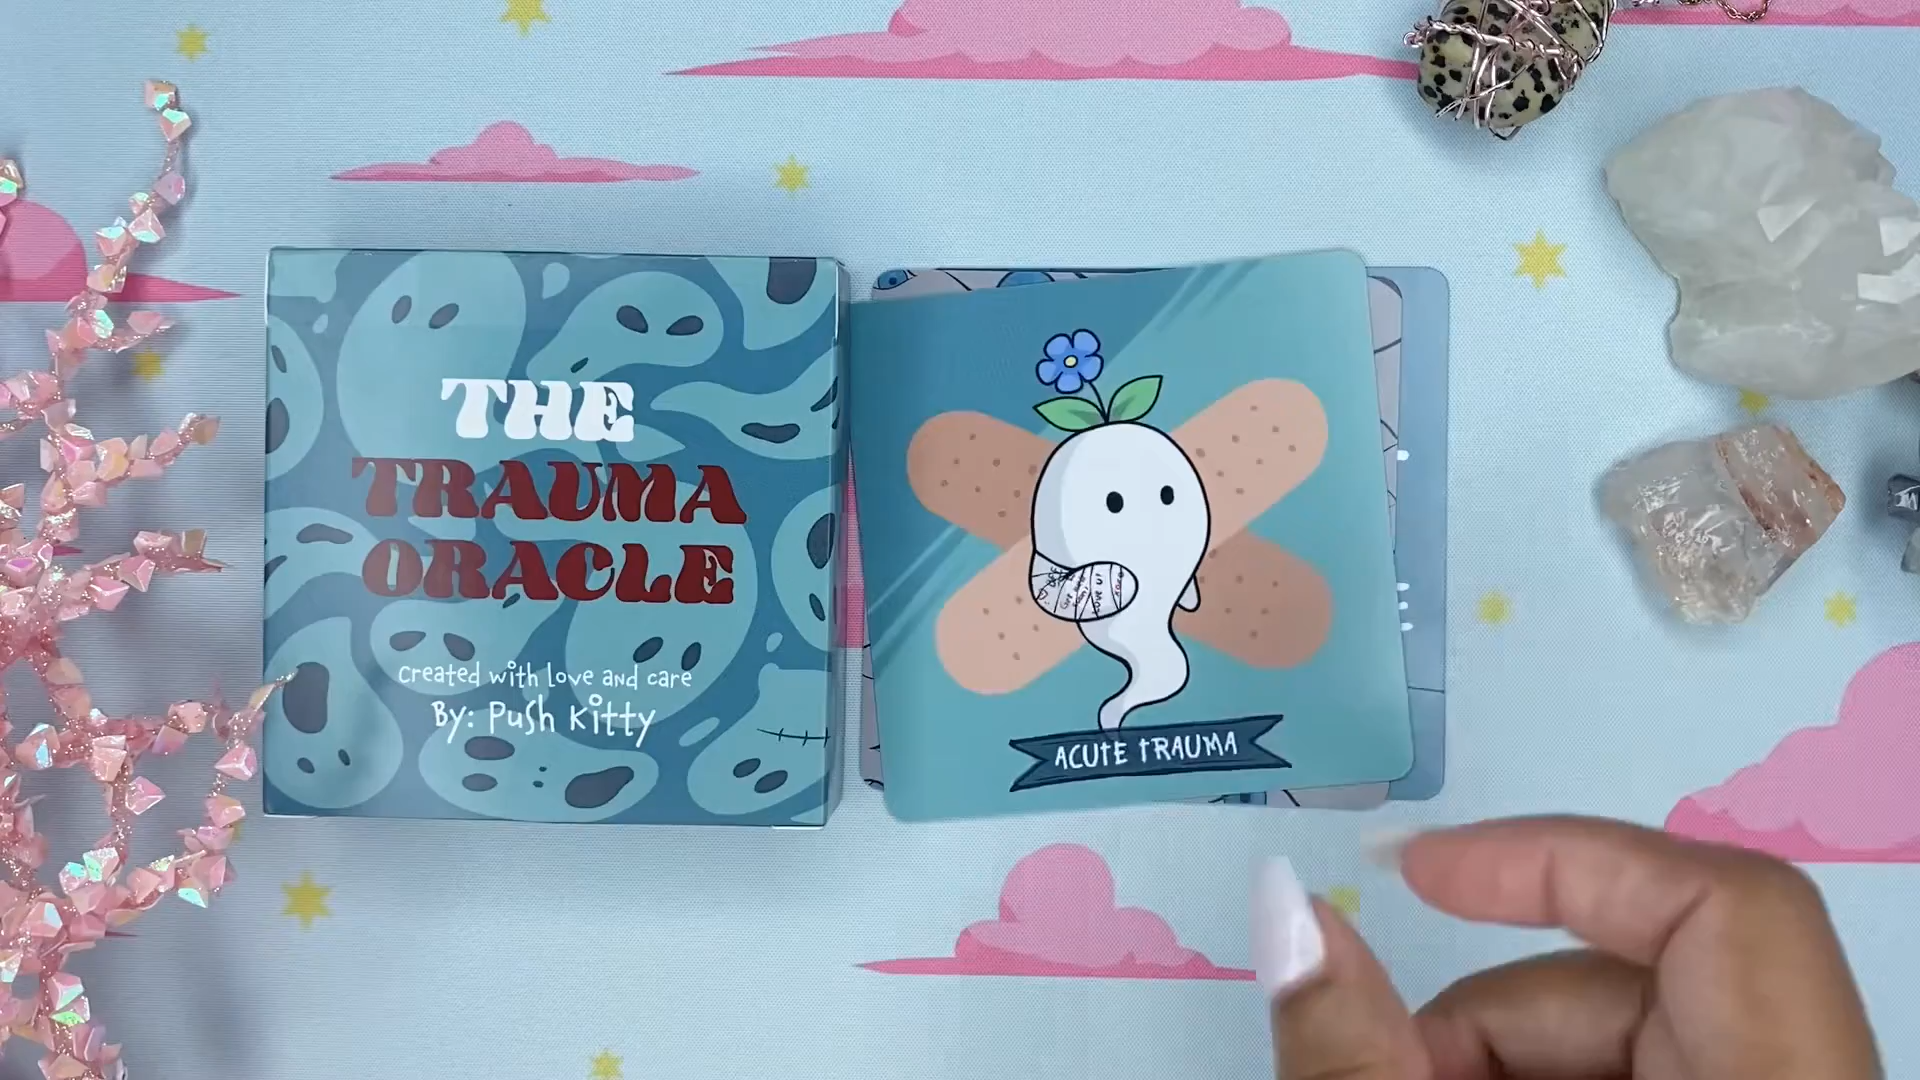 THE
TRAUMA
ORACLE
created with love and care
By: Push Kitty
ACUTE TRAUMA